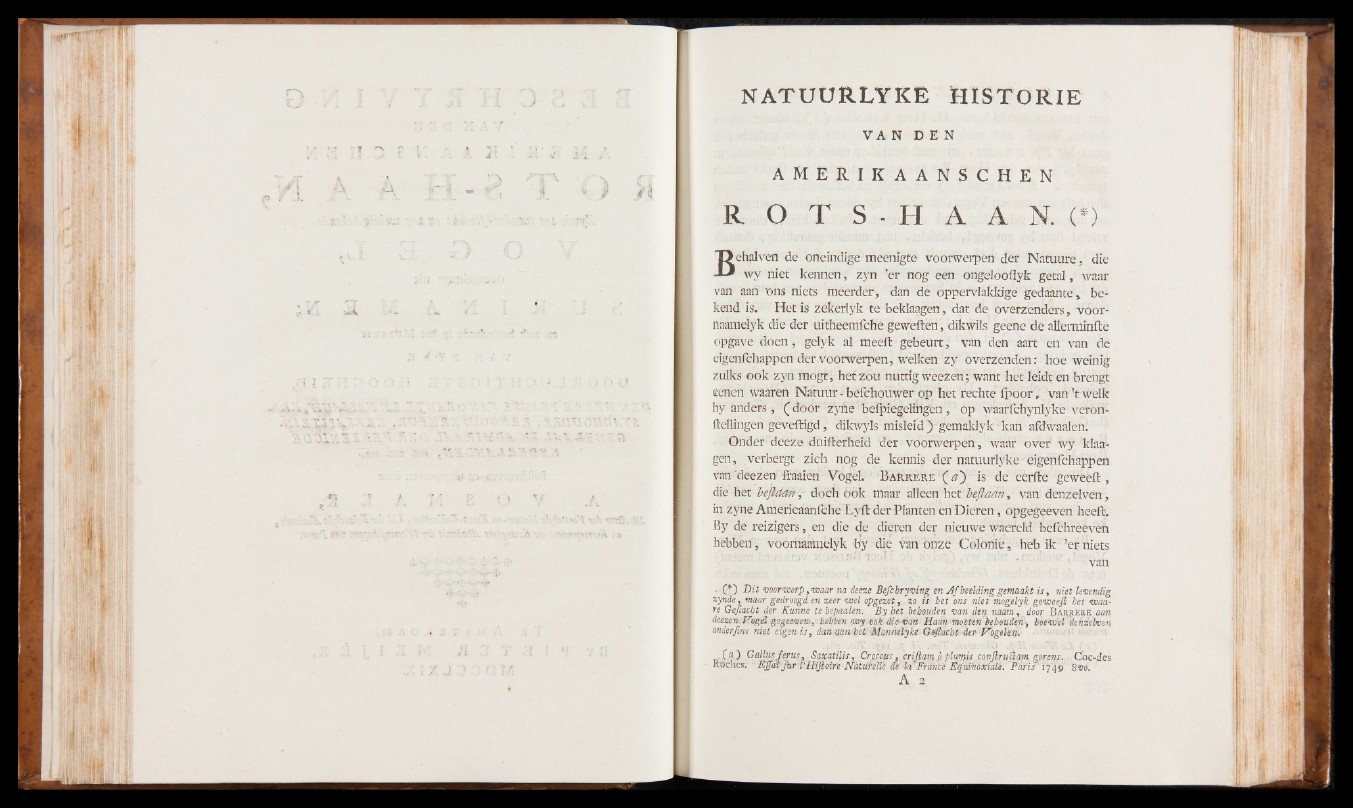 NATUURLYKE HISTORIE
VAN DEN
AMERIKAANSCHEN
ROTS-HAAN. (*)
Behalven de oneindige meenigte voorwerpen der Natuure, die
wy niet kennen, zyn 'er nog een ongelooflyk getal, waar
van aan ons niets meerder, dan de oppervlakkige gedaante, be-
kend is. Het is zekerlyk te beklaagen, dat de overzenders, voor-
naamelyk die der uitheemſche geweſten, dikwils geene de allerminſte
opgave doen, gelyk al meeſt gebeurt, van den aart en van de
eigenſchappen der voorwerpen, welken zy overzenden: hoe weinig
zulks ook zyn mogt, het zou nuttig weezen; want het leidt en brengt
eenen waaren Natuur-beſchouwer op het rechte ſpoor, van 't welk
hy anders, (door zyne beſpiegelingen, op waarſchynlyke veron-
ſtellingen geveſtigd, dikwyls misleid) gemaklyk kan afdwaalen.
Onder deeze duiſterheid der voorwerpen, waar over wy klaa-
gen, verbergt zich nog de kennis der natuurlyke eigenſchappen
van deezen fraaien Vogel. BARRERE (a) is de eerſte geweeſt,
die het beſtaan, doch ook maar alleen het beſtaan, van denzelven,
in zyne Americaanſche Lyſt der Planten en Dieren, opgegeeven heeft.
By de reizigers, en die de dieren der nieuwe waereld beſchreeven
hebben, voornaamelyk by die van onze Colonie, heb ik 'er niets
van
(*) Dit voorwerp, waar na deeze Beſchryving en Afbeelding gemaakt is, niet levendig
zynde, maar gedroogd en zeer wel opgezet, zo is het ons niet mogelyk geweeſt het waa-
re Geſlacht der Kunne te bepaalen. By het behouden van den naam, door BARRERE aan
deezen Vogel gegeeven, hebben wy ook die van Haan moeten behouden, hoewel denzelven
anderſins niet eigen is, dan aan het Mannelyke Geſlacht der Vogelen.
(a) Gallus ferus, Saxatilis, Croceus, criſtam è plumis conſtructam gerens. Coc-des
Roches. Eſſai ſur l'Hiſtoire Naturelle de la France Equinoxiale. Paris 1749 8vo.
A 2